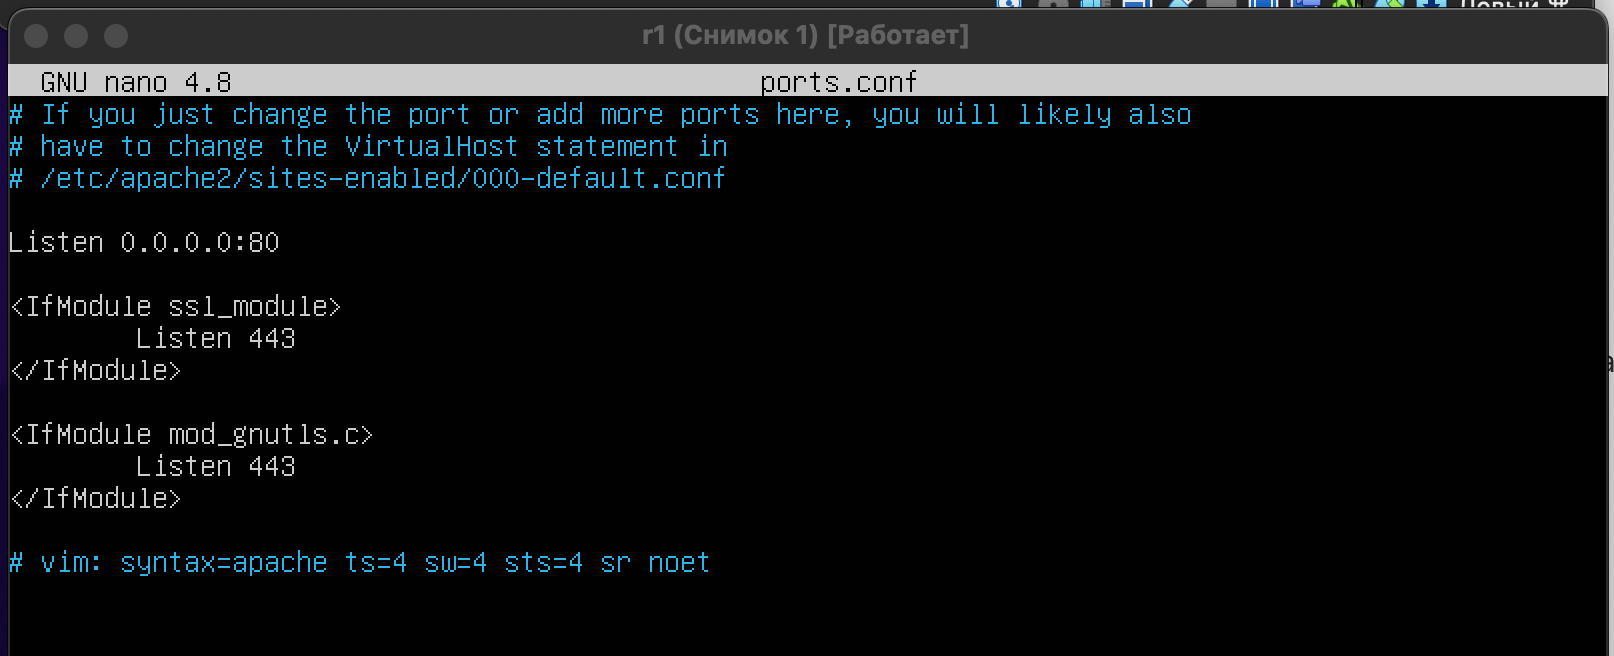 r1 (Снимок 1) [Работает]
GNU nano 4.8 ports.conf
# If you just change the port or add more ports here, you will likely also
# have to change the VirtualHost statement in
# /etc/apache2/sites-enabled/000-default.conf
Listen 0.0.0.0:80
<IfModule ssl_module>
Listen 443
</IfModule>
<IfModule mod_gnutls.c>
Listen 443
</IfModule>
# vim: syntax=apache ts=4 sw=4 sts=4 sr noet